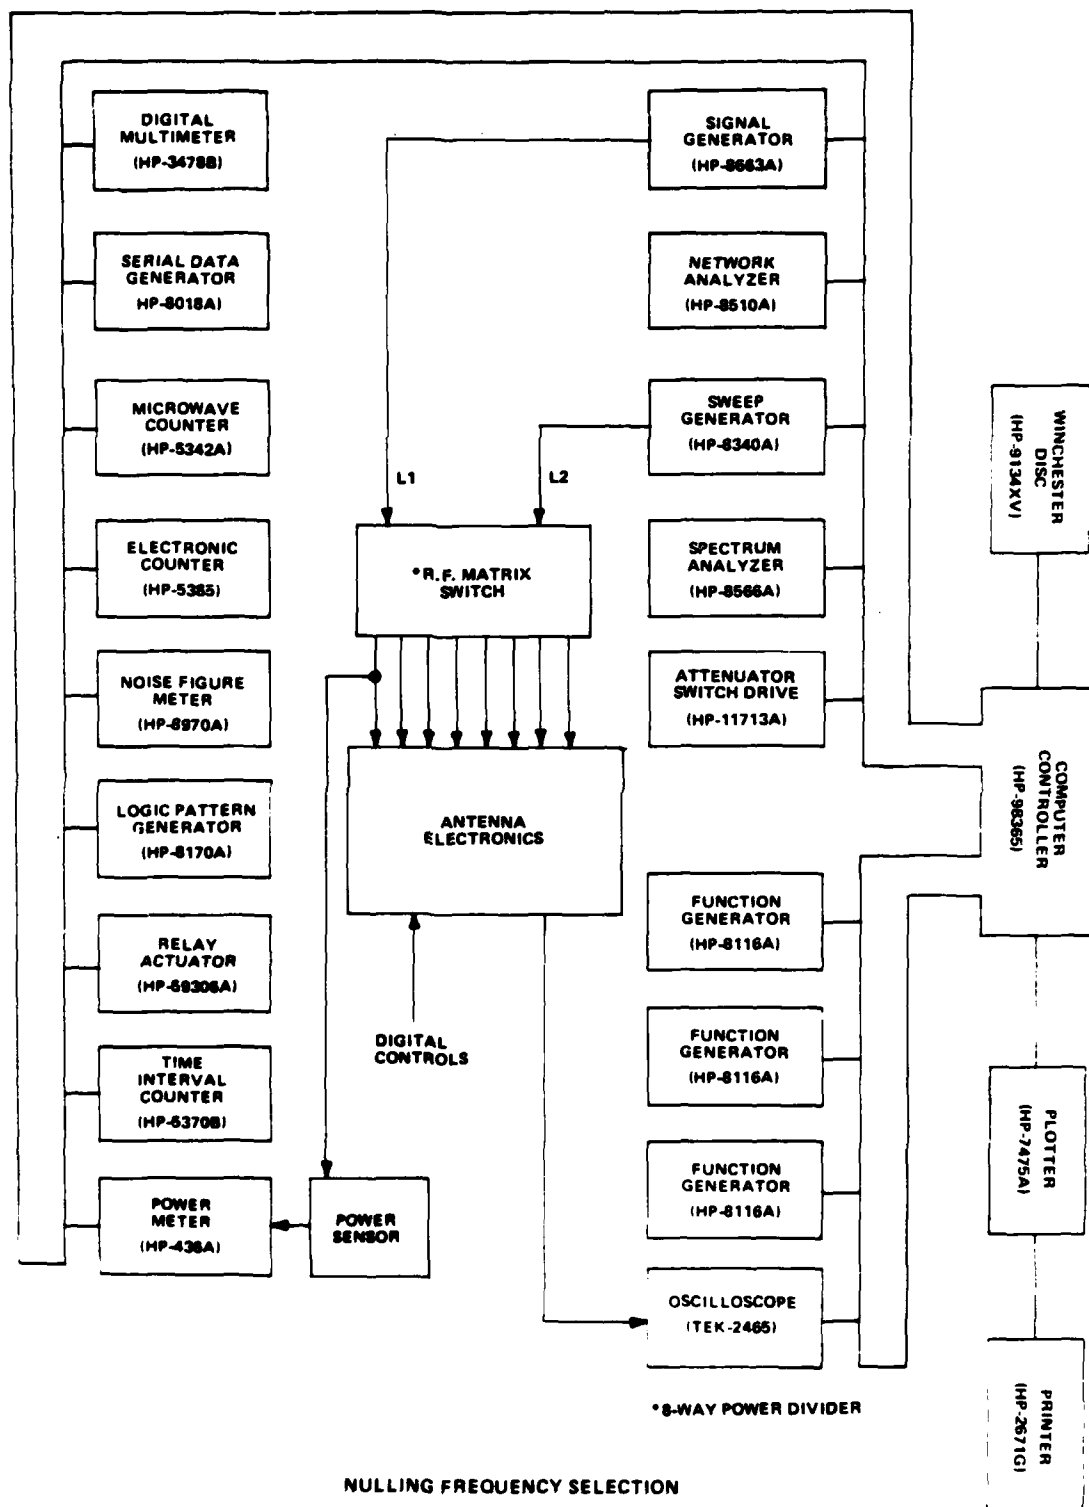 DIGITAL
MULTIMETER
(HP-3478B)
SERIAL DATA
GENERATOR
HP-8018A)
MICROWAVE
COUNTER
(HP-5342A)
ELECTRONIC
COUNTER
(HP-5385)
NOISE FIGURE
METER
(HP-8970A)
LOGIC PATTERN
GENERATOR
(HP-8170A)
RELAY
ACTUATOR
(HP-59306A)
TIME
INTERVAL
COUNTER
(HP-5370B)
POWER
METER
(HP-436A)
POWER
SENSOR
L1
L2
*R.F. MATRIX
SWITCH
ANTENNA
ELECTRONICS
DIGITAL
CONTROLS
SIGNAL
GENERATOR
(HP-8663A)
NETWORK
ANALYZER
(HP-8510A)
SWEEP
GENERATOR
(HP-8340A)
SPECTRUM
ANALYZER
(HP-8566A)
ATTENUATOR
SWITCH DRIVE
(HP-11713A)
FUNCTION
GENERATOR
(HP-8116A)
FUNCTION
GENERATOR
(HP-8116A)
FUNCTION
GENERATOR
(HP-8116A)
OSCILLOSCOPE
(TEK-2465)
WINCHESTER
DISC
(HP-9134XV)
COMPUTER
CONTROLLER
(HP-98365)
PLOTTER
(HP-7475A)
PRINTER
(HP-2671G)
*8-WAY POWER DIVIDER
NULLING FREQUENCY SELECTION